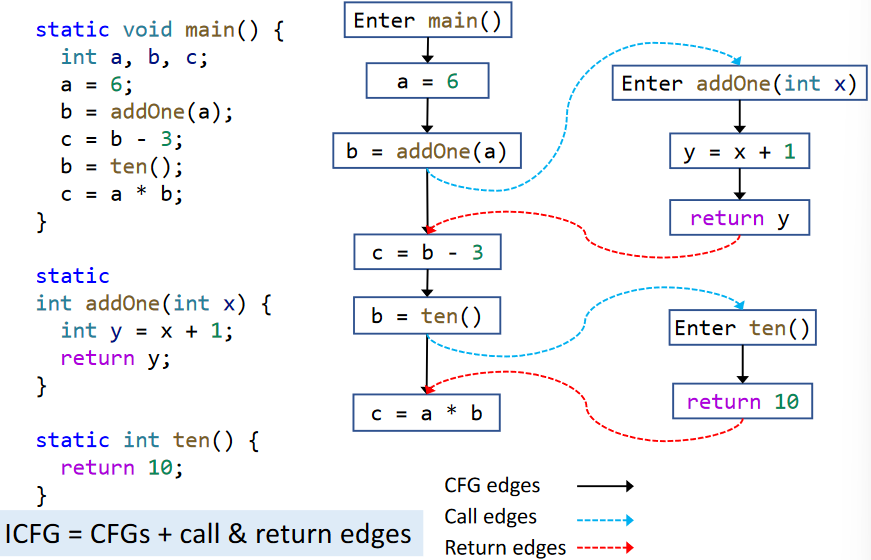 static void main() {
int a, b, c;
a = 6;
b = addOne(a);
c = b - 3;
b = ten();
c = a * b;
}
static
int addOne(int x) {
int y = x + 1;
return y;
}
static int ten() {
return 10;
}
ICFG = CFGs + call & return edges
Enter main()
a = 6
b = addOne(a)
c = b - 3
b = ten()
c = a * b
Enter addOne(int x)
y = x + 1
return y
Enter ten()
return 10
CFG edges
Call edges
Return edges